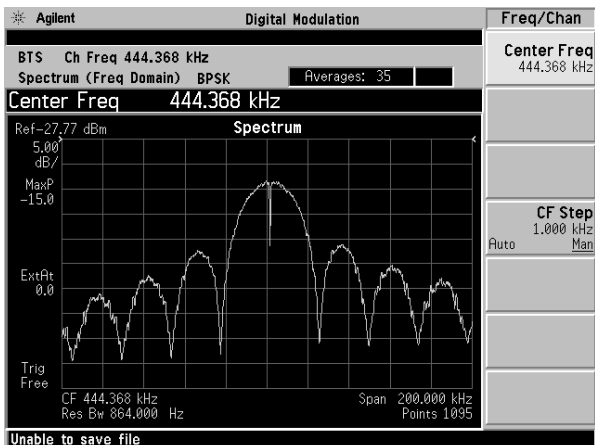 Agilent
Digital Modulation
Freq/Chan
BTS Ch Freq 444.368 kHz
Spectrum (Freq Domain) BPSK
Averages: 35
Center Freq
444.368 kHz
Center Freq 444.368 kHz
Ref-27.77 dBm
Spectrum
5.00
dB/
MaxP
-15.0
ExtAt
0.0
Trig
Free
CF Step
1.000 kHz
Auto Man
CF 444.368 kHz
Span 200.000 kHz
Res Bw 864.000 Hz
Points 1095
Unable to save file